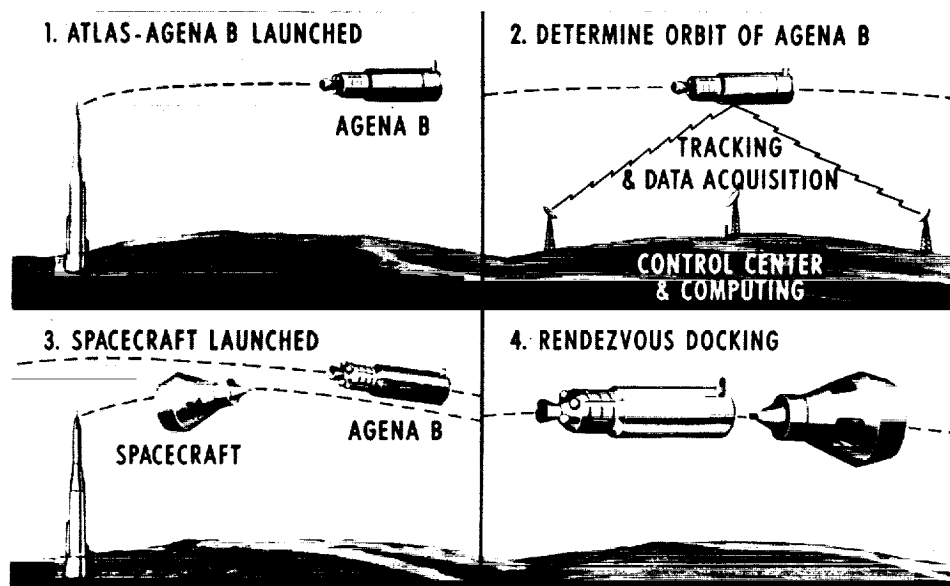 1. ATLAS-AGENA B LAUNCHED
AGENA B
2. DETERMINE ORBIT OF AGENA B
TRACKING
& DATA ACQUISITION
CONTROL CENTER
& COMPUTING
3. SPACECRAFT LAUNCHED
SPACECRAFT
AGENA B
4. RENDEZVOUS DOCKING